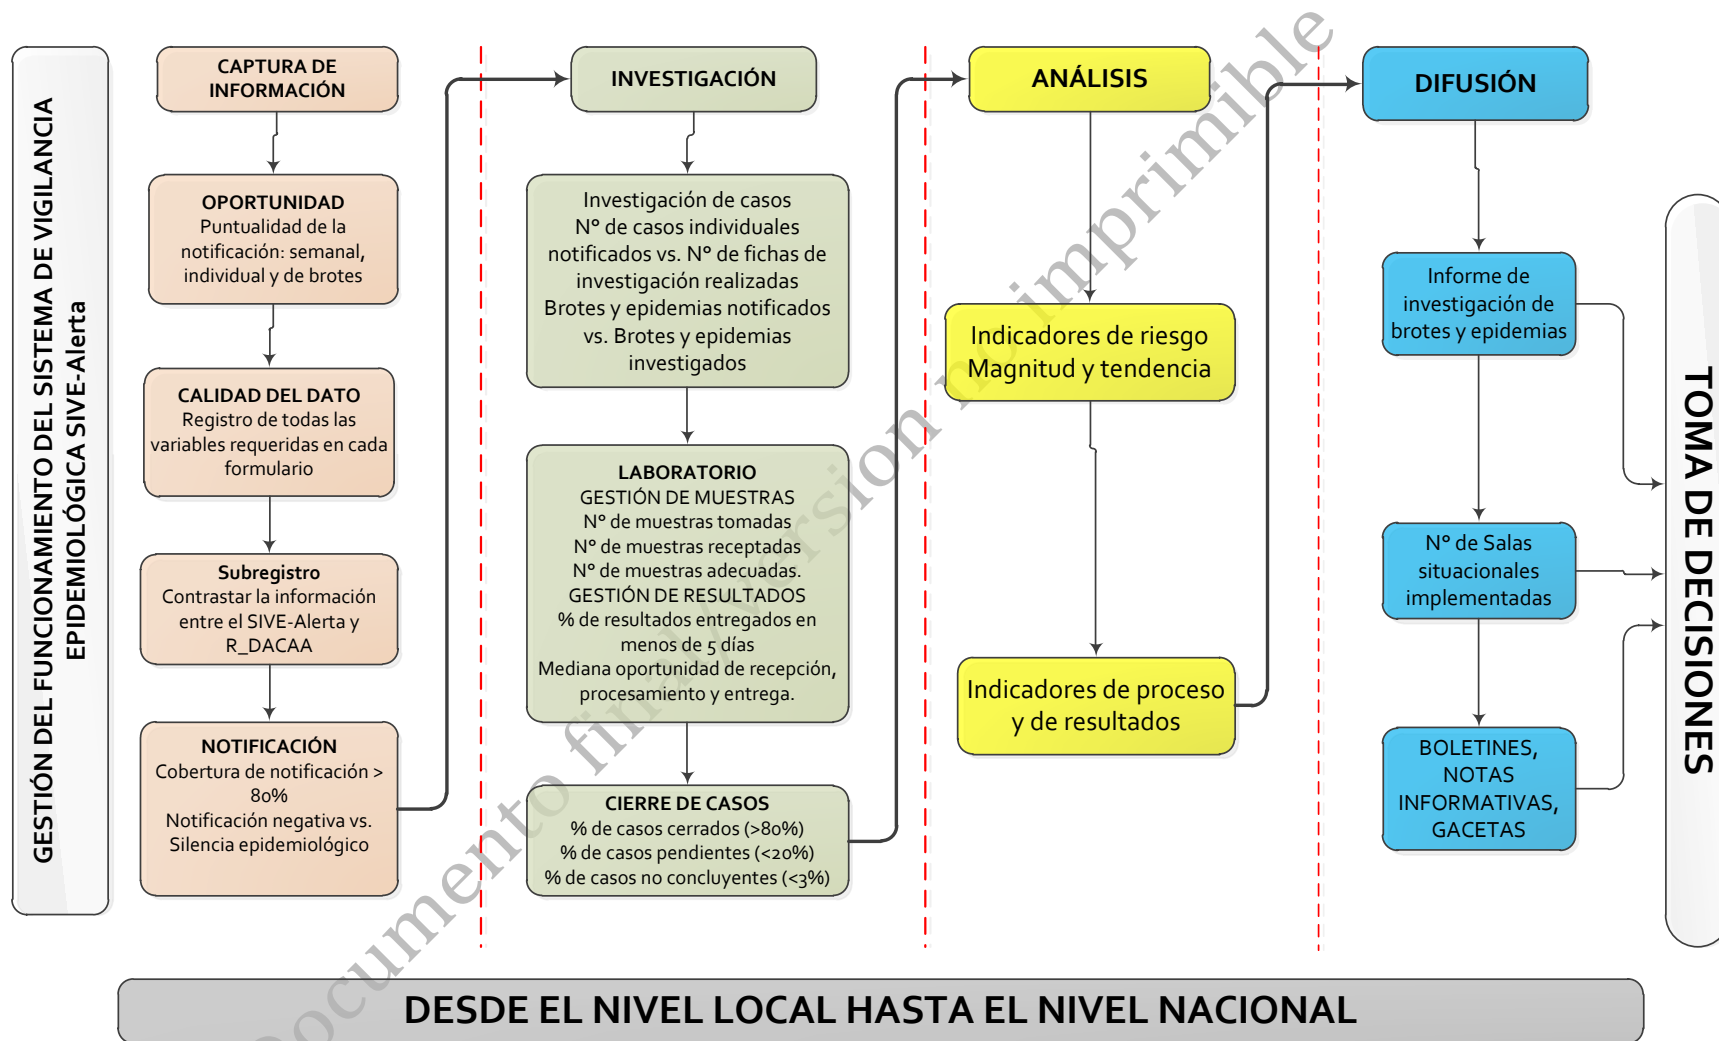 GESTIÓN DEL FUNCIONAMIENTO DEL SISTEMA DE VIGILANCIA
EPIDEMIOLÓGICA SIVE-Alerta
CAPTURA DE
INFORMACIÓN
OPORTUNIDAD
Puntualidad de la
notificación: semanal,
individual y de brotes
CALIDAD DEL DATO
Registro de todas las
variables requeridas en cada
formulario
Subregistro
Contrastar la información
entre el SIVE-Alerta y
R_DACAA
NOTIFICACIÓN
Cobertura de notificación >
80%
Notificación negativa vs.
Silencia epidemiológico
INVESTIGACIÓN
Investigación de casos
N° de casos individuales
notificados vs. N° de fichas de
investigación realizadas
Brotes y epidemias notificados
vs. Brotes y epidemias
investigados
LABORATORIO
GESTIÓN DE MUESTRAS
N° de muestras tomadas
N° de muestras receptadas
N° de muestras adecuadas.
GESTIÓN DE RESULTADOS
% de resultados entregados en
menos de 5 días
Mediana oportunidad de recepción,
procesamiento y entrega.
CIERRE DE CASOS
% de casos cerrados (>80%)
% de casos pendientes (<20%)
% de casos no concluyentes (<3%)
ANÁLISIS
Indicadores de riesgo
Magnitud y tendencia
Indicadores de proceso
y de resultados
DIFUSIÓN
Informe de
investigación de
brotes y epidemias
N° de Salas
situacionales
implementadas
BOLETINES,
NOTAS
INFORMATIVAS,
GACETAS
TOMA DE DECISIONES
DESDE EL NIVEL LOCAL HASTA EL NIVEL NACIONAL
Documento final/version no imprimible